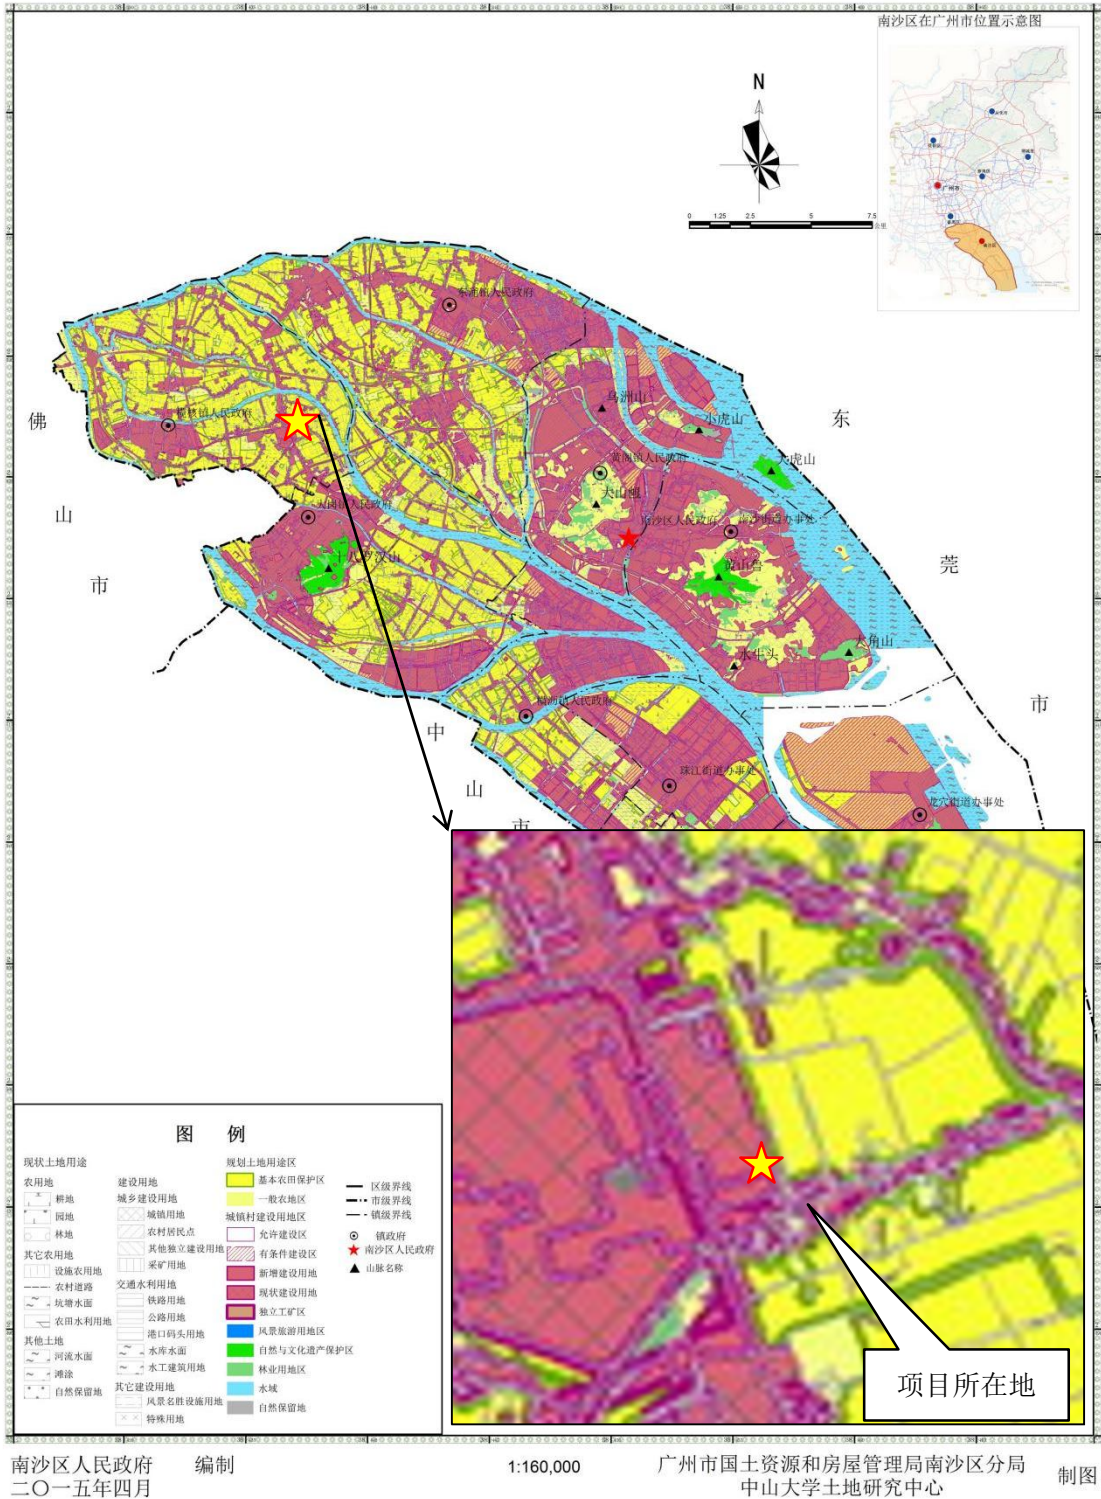 南沙区在广州市位置示意图
广州市
N
0 1.25 2.5 5 7.5
公里
东涌镇人民政府
乌洲山
小虎山
东
佛
榄核镇人民政府
黄阁镇人民政府
大虎山
大山乸
山
大岗镇人民政府
南沙区人民政府
南沙街道办事处
十八罗汉山
黄山鲁
莞
市
水牛头
大角山
横沥镇人民政府
市
中
珠江街道办事处
山
龙穴街道办事处
市
图 例
现状土地用途
农用地
耕地
园地
林地
其它农用地
设施农用地
农村道路
坑塘水面
农田水利用地
其他土地
河流水面
滩涂
自然保留地
建设用地
城乡建设用地
城镇用地
农村居民点
其他独立建设用地
采矿用地
交通水利用地
铁路用地
公路用地
港口码头用地
水库水面
水工建筑用地
其它建设用地
风景名胜设施用地
特殊用地
规划土地用途区
基本农田保护区
一般农地区
城镇村建设用地区
允许建设区
有条件建设区
新增建设用地
现状建设用地
独立工矿区
风景旅游用地区
自然与文化遗产保护区
林业用地区
水域
自然保留地
区级界线
市级界线
镇级界线
镇政府
南沙区人民政府
山脉名称
项目所在地
南沙区人民政府 编制
二〇一五年四月
1:160,000
广州市国土资源和房屋管理局南沙区分局
中山大学土地研究中心
制图